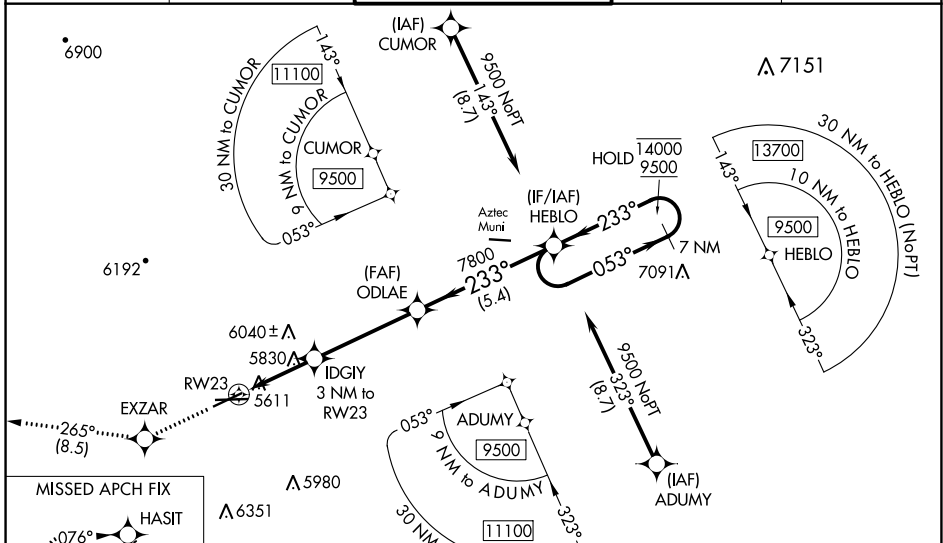 6900
(IAF)
CUMOR
9500 NoPT
143°
(8.7)
7151
30 NM to CUMOR
11100
143°
9 NM to CUMOR
CUMOR
9500
053°
HOLD 14000
9500
233°
053°
7 NM
7091
(IF/IAF)
HEBLO
Aztec
Muni
30 NM to HEBLO (NoPT)
13700
143°
10 NM to HEBLO
9500
HEBLO
323°
6192
7800
233°
(5.4)
(FAF)
ODLAE
6040±
5830
IDGIY
3 NM to
RW23
RW23
5611
EXZAR
265°
(8.5)
9500 NoPT
323°
(8.7)
(IAF)
ADUMY
053°
ADUMY
9500
9 NM to ADUMY
30 NM
11100
323°
5980
6351
MISSED APCH FIX
HASIT
076°